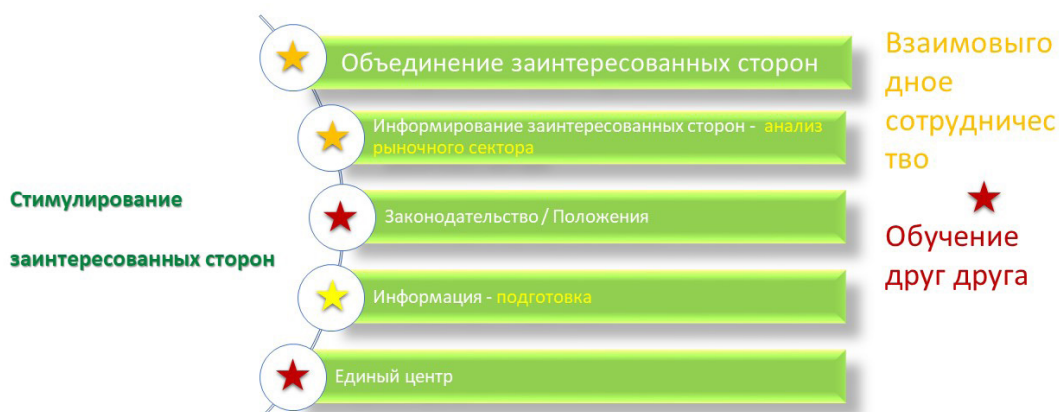 Стимулирование
заинтересованных сторон
Объединение заинтересованных сторон
Информирование заинтересованных сторон - анализ
рыночного сектора
Законодательство / Положения
Информация - подготовка
Единый центр
Взаимовыго
дное
сотрудничес
тво
Обучение
друг друга